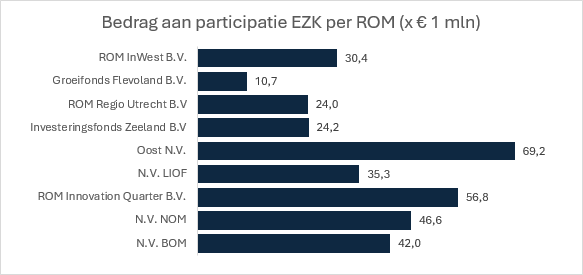 Bedrag aan participatie EZK per ROM (x € 1 mln)
ROM InWest B.V. 30,4
Groeifonds Flevoland B.V. 10,7
ROM Regio Utrecht B.V 24,0
Investeringsfonds Zeeland B.V 24,2
Oost N.V. 69,2
N.V. LIOF 35,3
ROM Innovation Quarter B.V. 56,8
N.V. NOM 46,6
N.V. BOM 42,0